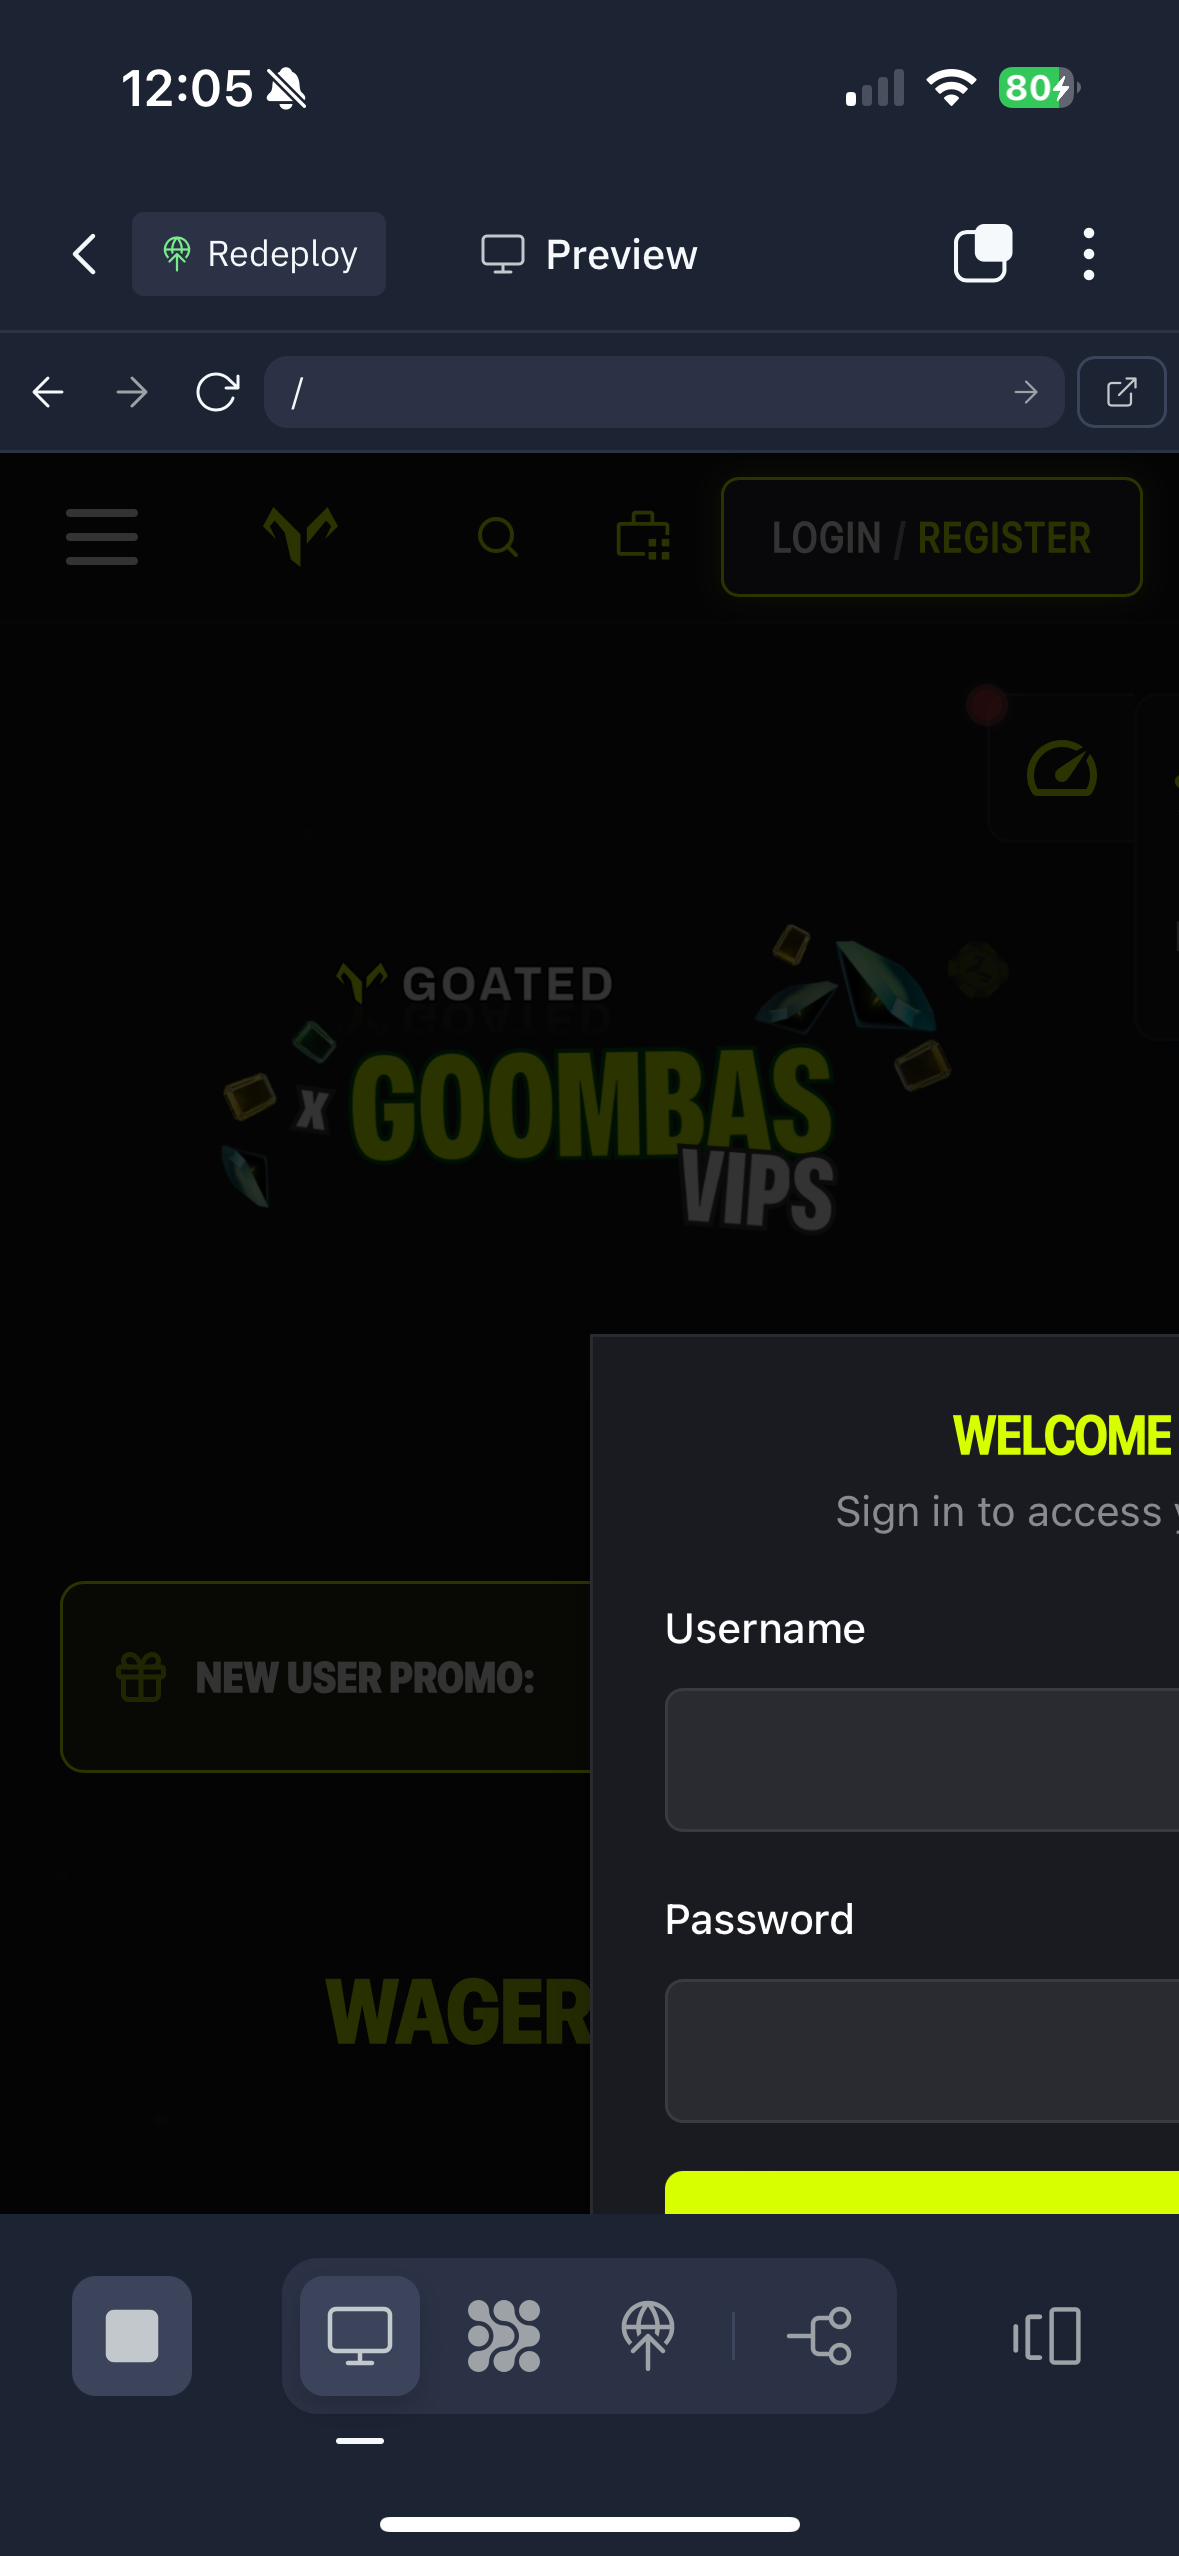 12:05
80
Redeploy
Preview
/
LOGIN / REGISTER
GOATED
x GOOMBAS
VIPS
WELCOME
Sign in to access
Username
NEW USER PROMO:
Password
WAGER